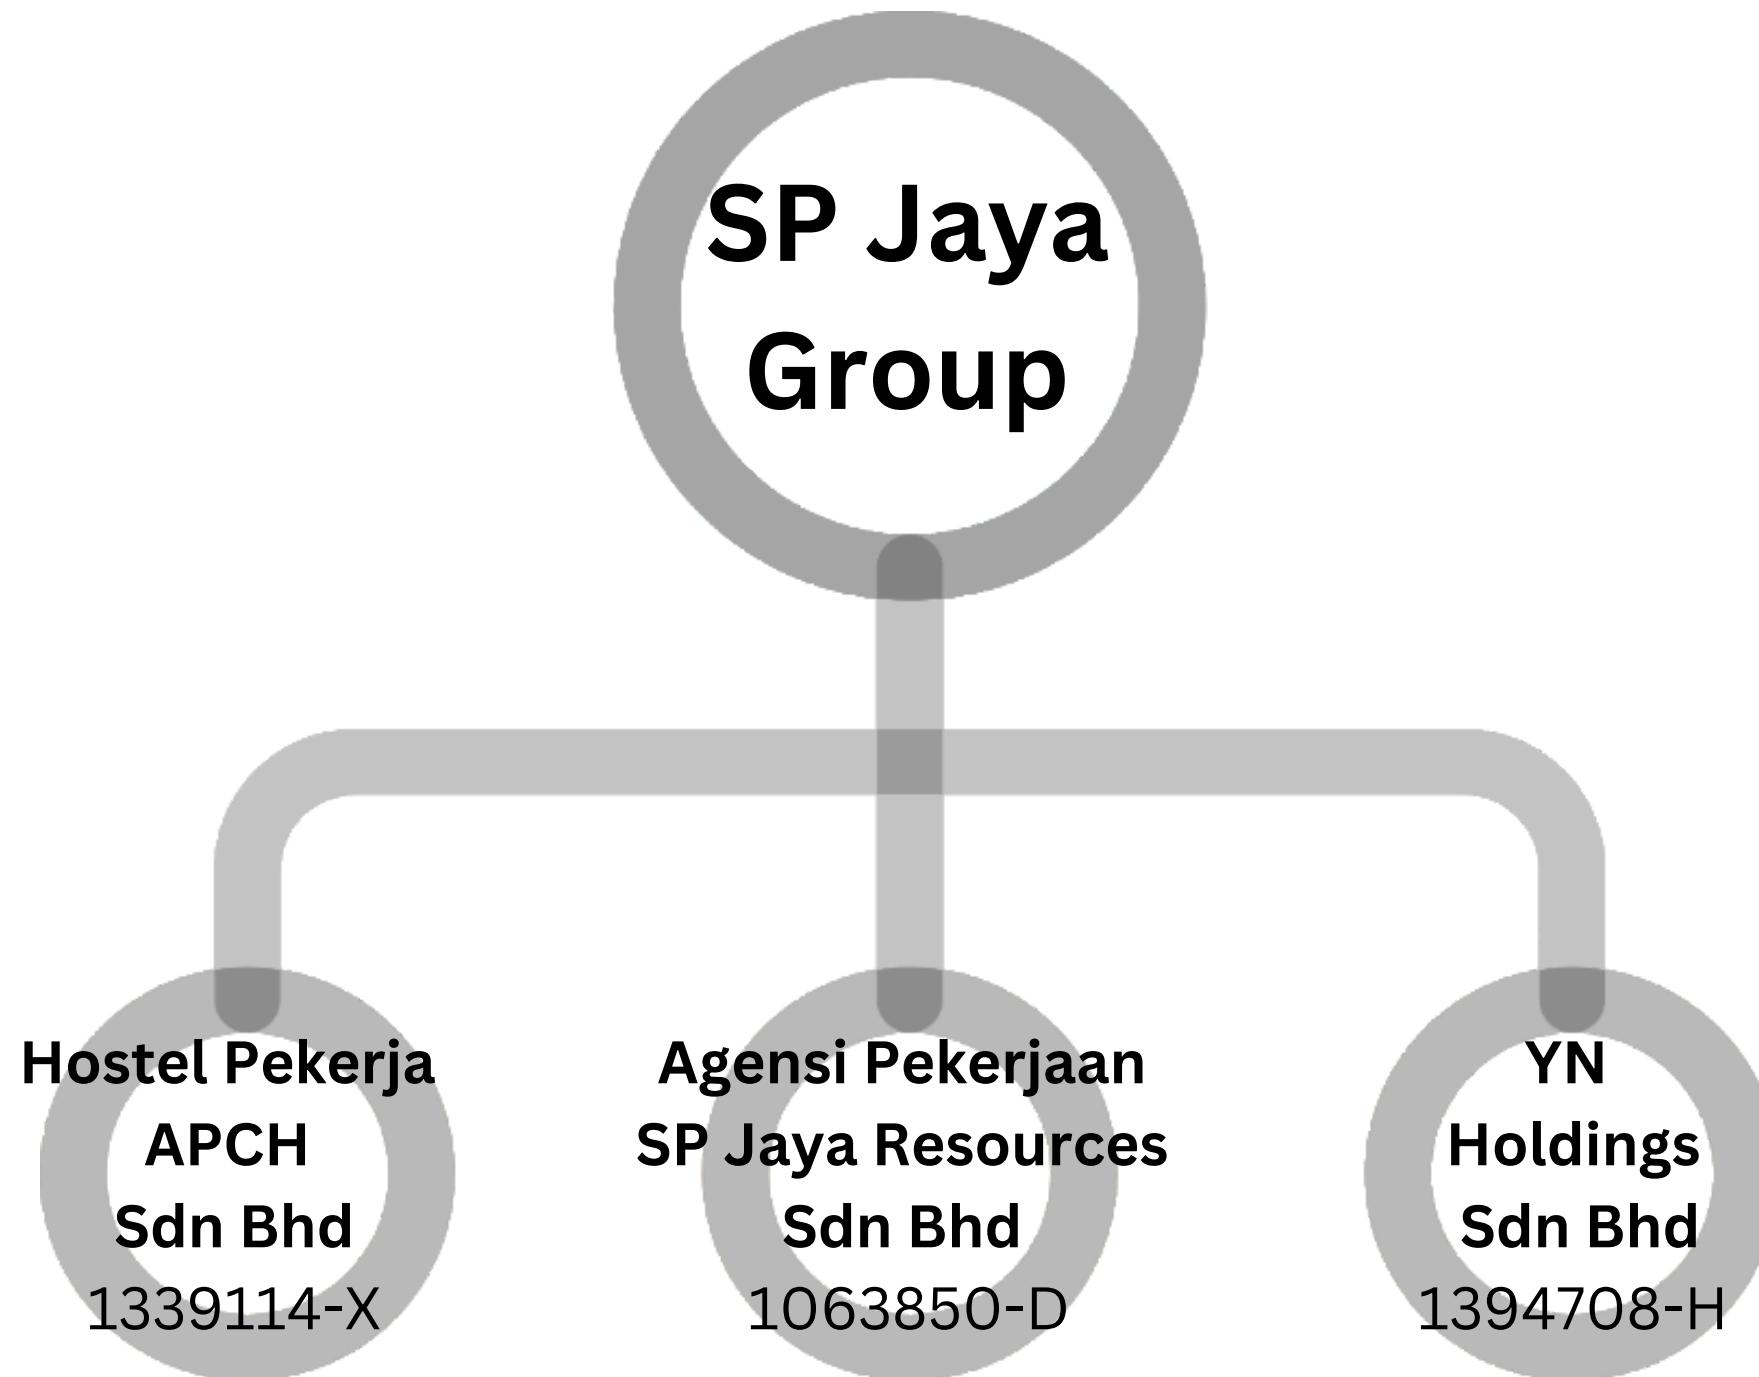 SP Jaya
Group
Hostel Pekerja
APCH
Sdn Bhd
1339114-X
Agensi Pekerjaan
SP Jaya Resources
Sdn Bhd
1063850-D
YN
Holdings
Sdn Bhd
1394708-H